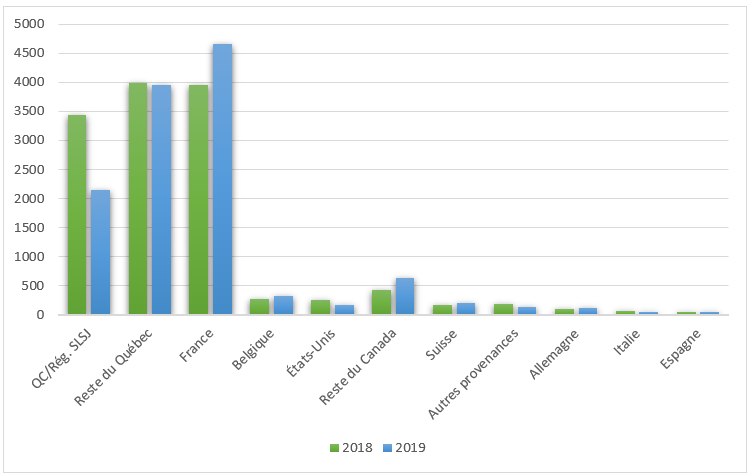 5000
4500
4000
3500
3000
2500
2000
1500
1000
500
0
QC/Rég. SLSJ
Reste du Québec
France
Belgique
États-Unis
Reste du Canada
Suisse
Autres provenances
Allemagne
Italie
Espagne
2018 2019